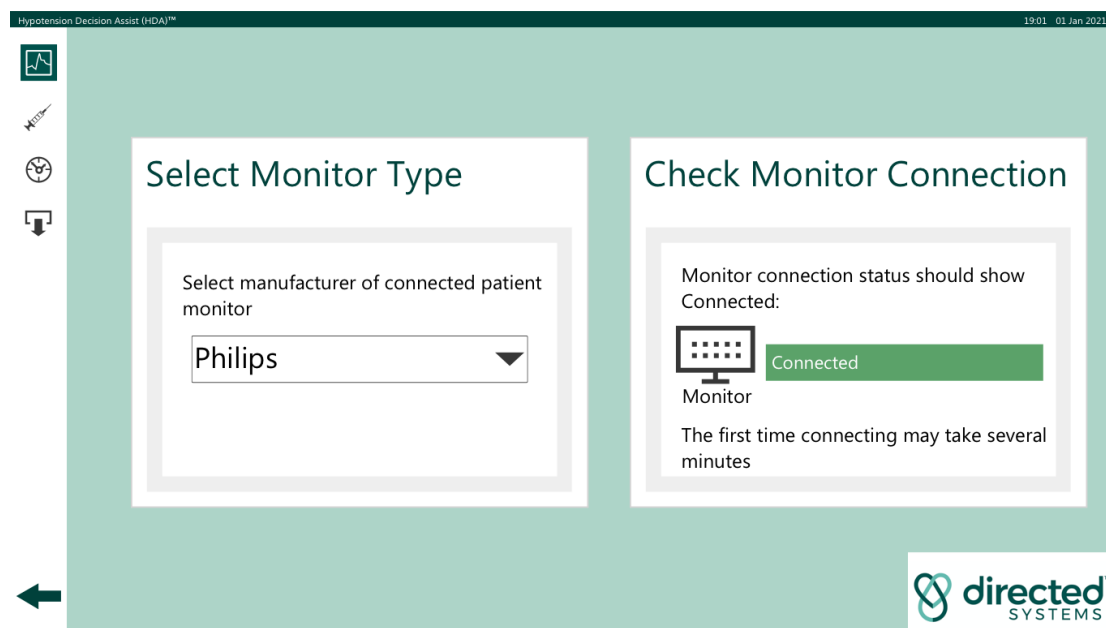 Hypotension Decision Assist (HDA)™
19:01 01 Jan 2021
Select Monitor Type
Select manufacturer of connected patient
monitor
Philips
Check Monitor Connection
Monitor connection status should show
Connected:
Connected
Monitor
The first time connecting may take several
minutes
directed
SYSTEMS